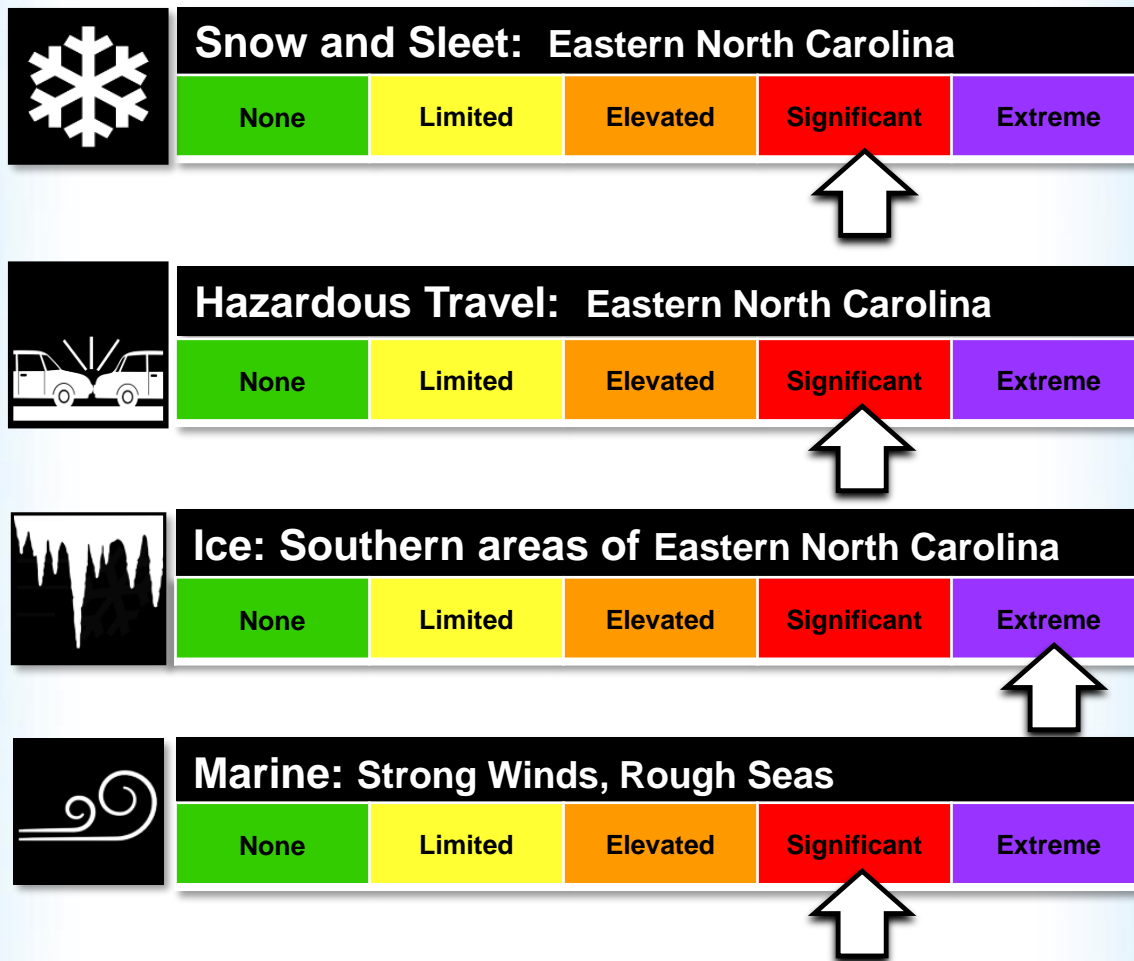 Snow and Sleet: Eastern North Carolina
None Limited Elevated Significant Extreme
Hazardous Travel: Eastern North Carolina
None Limited Elevated Significant Extreme
Ice: Southern areas of Eastern North Carolina
None Limited Elevated Significant Extreme
Marine: Strong Winds, Rough Seas
None Limited Elevated Significant Extreme